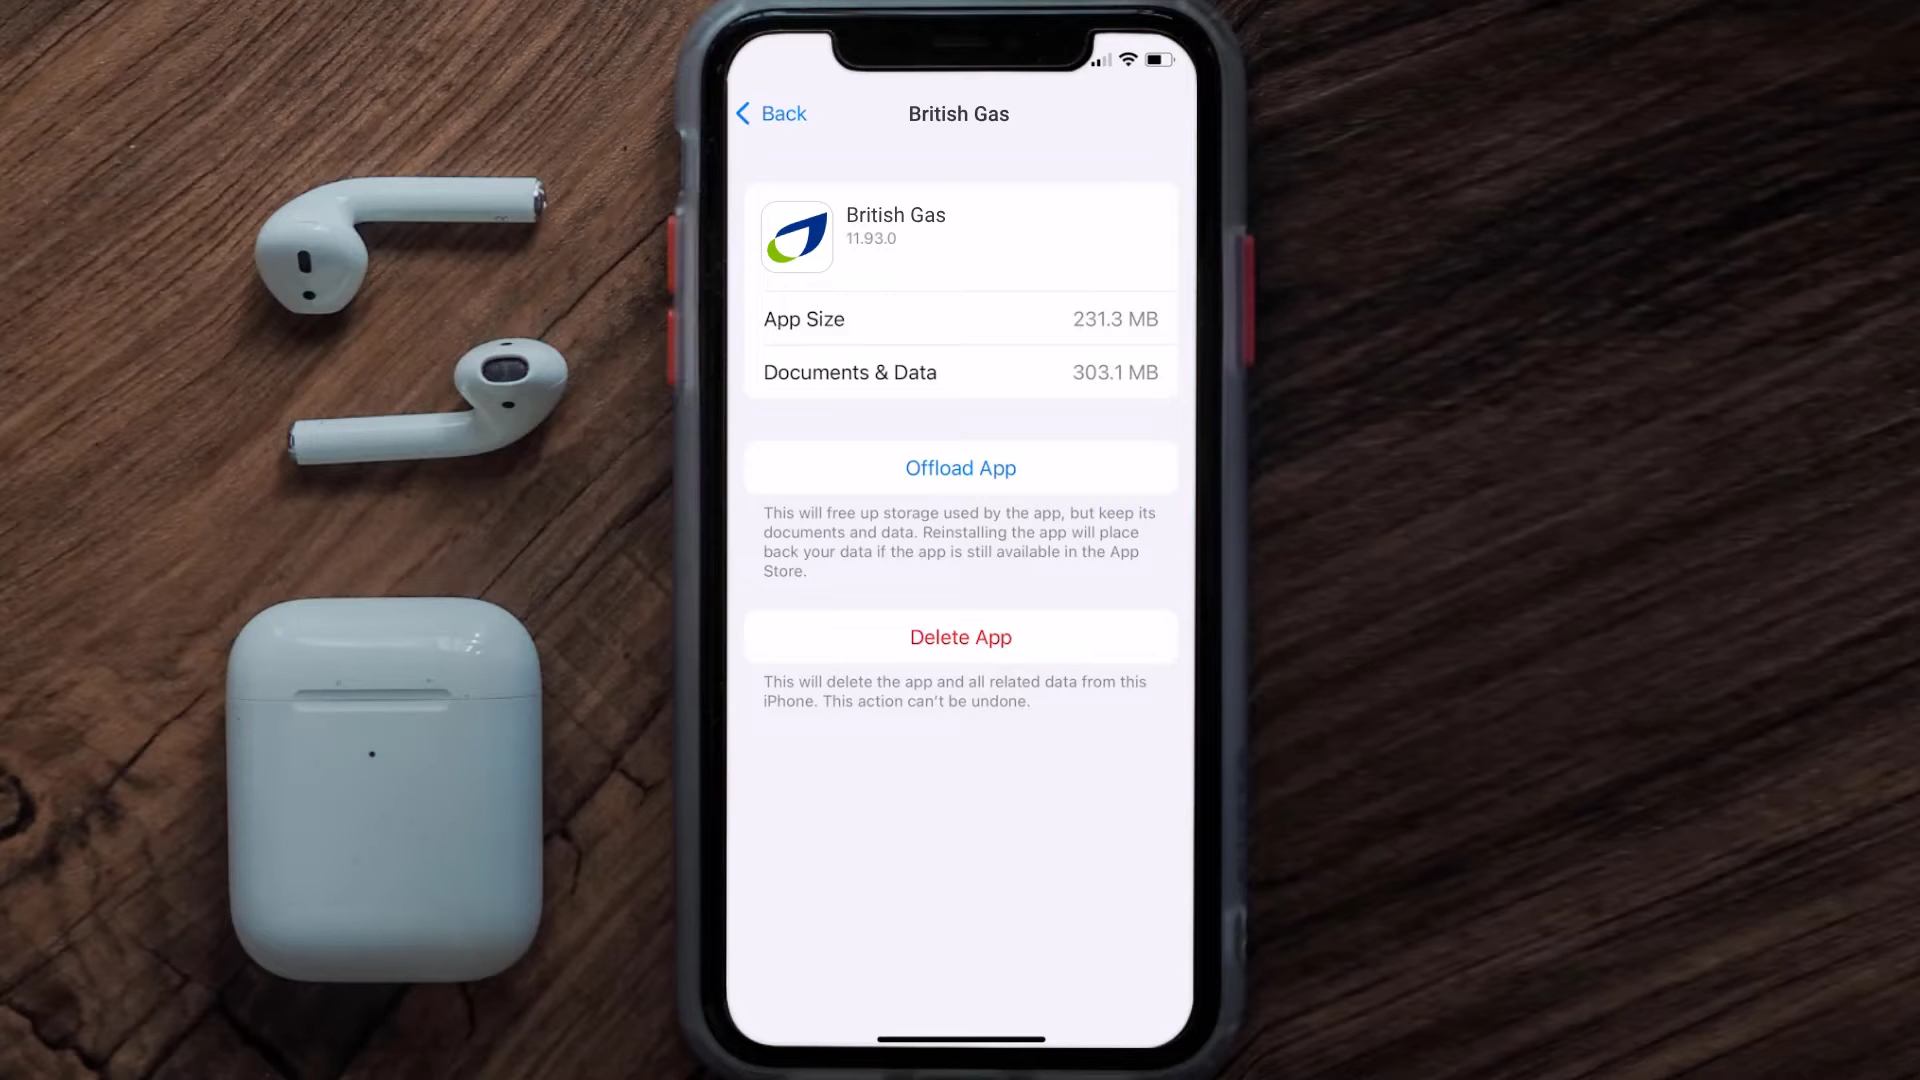 Back
British Gas
British Gas
11.93.0
App Size
231.3 MB
Documents & Data
303.1 MB
Offload App
This will free up storage used by the app, but keep its
documents and data. Reinstalling the app will place
back your data if the app is still available in the App
Store.
Delete App
This will delete the app and all related data from this
iPhone. This action can’t be undone.